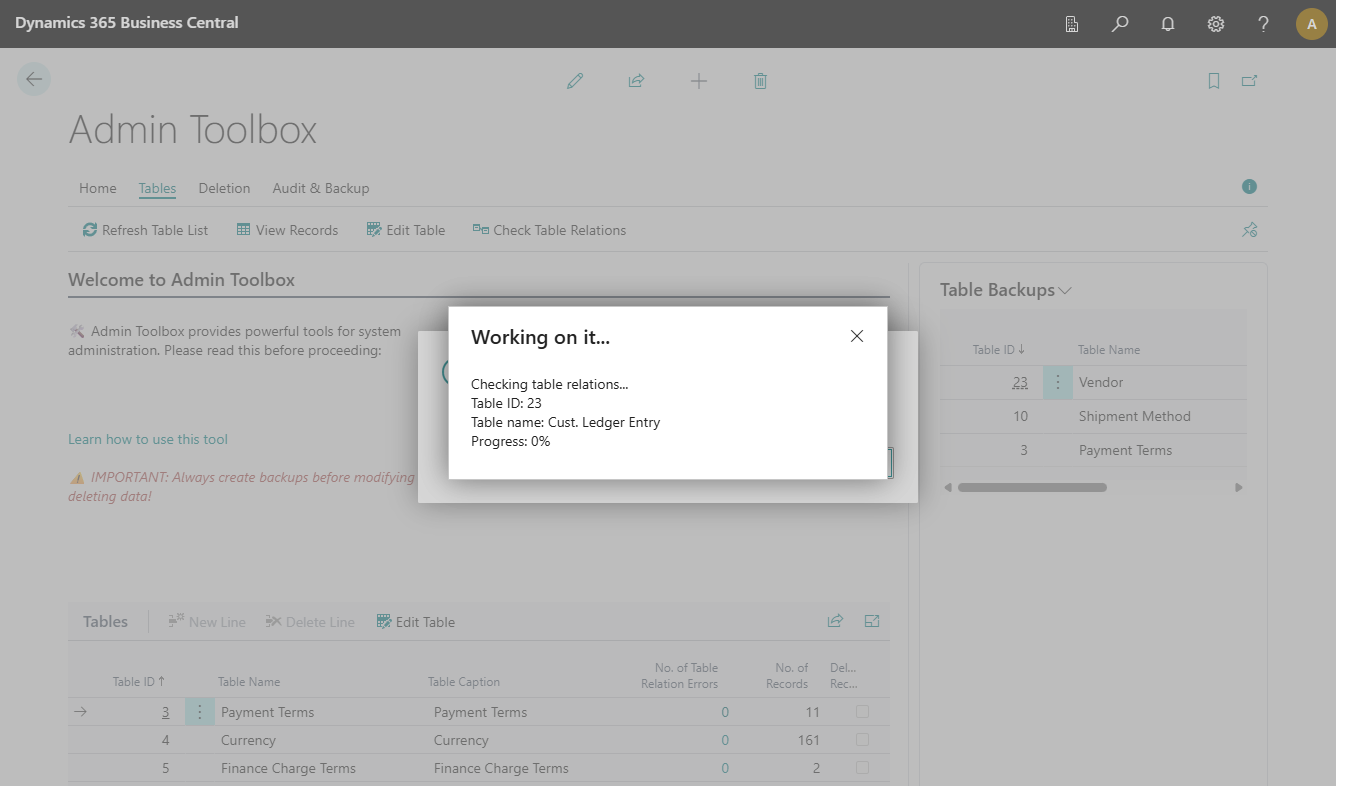 Dynamics 365 Business Central
A
Admin Toolbox
Home Tables Deletion Audit & Backup
Refresh Table List View Records Edit Table Check Table Relations
Welcome to Admin Toolbox
Admin Toolbox provides powerful tools for system
administration. Please read this before proceeding:
Learn how to use this tool
IMPORTANT: Always create backups before modifying
deleting data!
Working on it...
Checking table relations...
Table ID: 23
Table name: Cust. Ledger Entry
Progress: 0%
Table Backups
Table ID ↓ Table Name
23 Vendor
10 Shipment Method
3 Payment Terms
Tables New Line Delete Line Edit Table
Table ID ↑ Table Name Table Caption No. of Table Relation Errors No. of Records Del... Rec...
3 Payment Terms Payment Terms 0 11
4 Currency Currency 0 161
5 Finance Charge Terms Finance Charge Terms 0 2